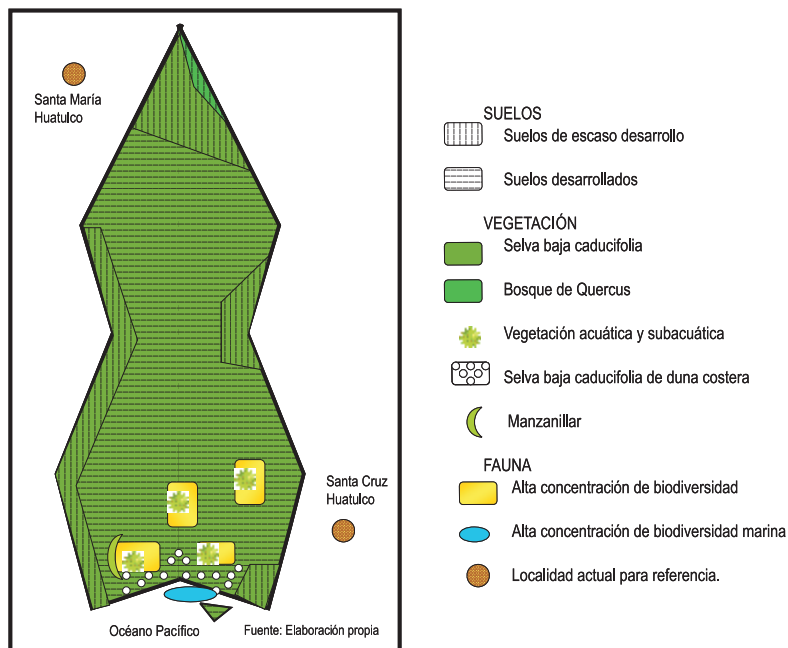 Santa María
Huatulco
Santa Cruz
Huatulco
Océano Pacífico
Fuente: Elaboración propia
SUELOS
Suelos de escaso desarrollo
Suelos desarrollados
VEGETACIÓN
Selva baja caducifolia
Bosque de Quercus
Vegetación acuática y subacuática
Selva baja caducifolia de duna costera
Manzanillar
FAUNA
Alta concentración de biodiversidad
Alta concentración de biodiversidad marina
Localidad actual para referencia.